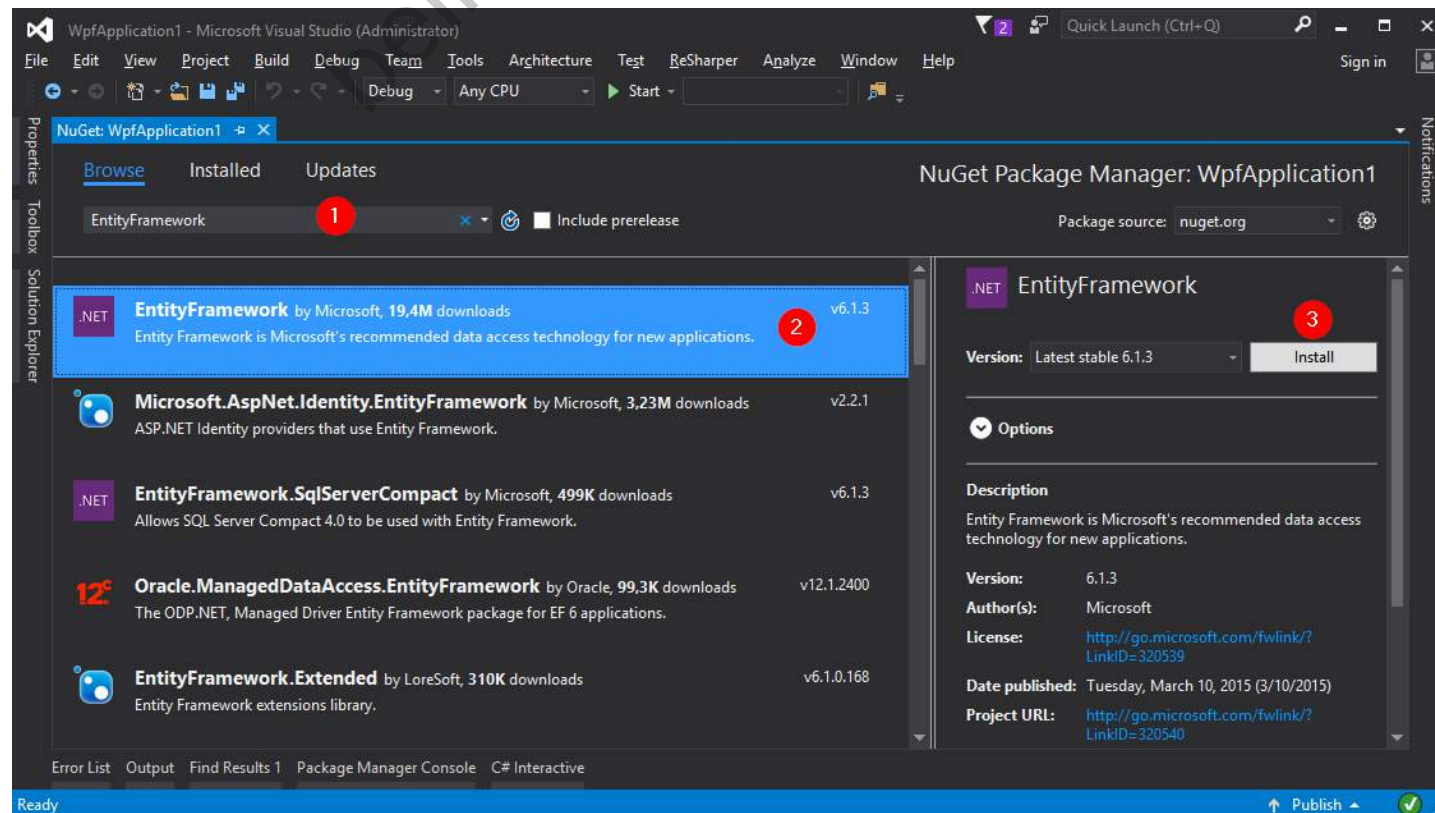 WpfApplication1 - Microsoft Visual Studio (Administrator)
2
Quick Launch (Ctrl+Q)
File Edit View Project Build Debug Team Tools Architecture Test ReSharper Analyze Window Help
Sign in
Debug
Any CPU
Start
Properties
Toolbox
Solution Explorer
Notifications
NuGet: WpfApplication1
Browse Installed Updates
NuGet Package Manager: WpfApplication1
EntityFramework
1
Include prerelease
Package source: nuget.org
.NET
EntityFramework by Microsoft, 19,4M downloads
v6.1.3
Entity Framework is Microsoft's recommended data access technology for new applications.
2
Microsoft.AspNet.Identity.EntityFramework by Microsoft, 3,23M downloads
v2.2.1
ASP.NET Identity providers that use Entity Framework.
.NET
EntityFramework.SqlServerCompact by Microsoft, 499K downloads
v6.1.3
Allows SQL Server Compact 4.0 to be used with Entity Framework.
12c
Oracle.ManagedDataAccess.EntityFramework by Oracle, 99,3K downloads
v12.1.2400
The ODP.NET, Managed Driver Entity Framework package for EF 6 applications.
EntityFramework.Extended by LoreSoft, 310K downloads
v6.1.0.168
Entity Framework extensions library.
.NET
EntityFramework
3
Version: Latest stable 6.1.3
Install
Options
Description
Entity Framework is Microsoft's recommended data access
technology for new applications.
Version: 6.1.3
Author(s): Microsoft
License: http://go.microsoft.com/fwlink/?
LinkID=320539
Date published: Tuesday, March 10, 2015 (3/10/2015)
Project URL: http://go.microsoft.com/fwlink/?
LinkID=320540
Error List Output Find Results 1 Package Manager Console C# Interactive
Ready
Publish